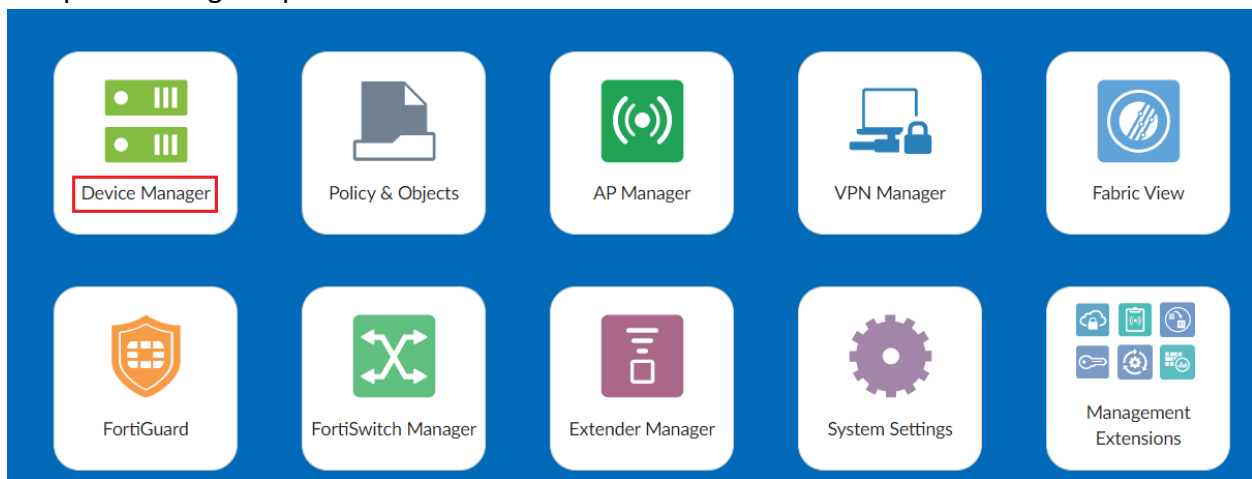 Device Manager
Policy & Objects
AP Manager
VPN Manager
Fabric View
FortiGuard
FortiSwitch Manager
Extender Manager
System Settings
Management
Extensions